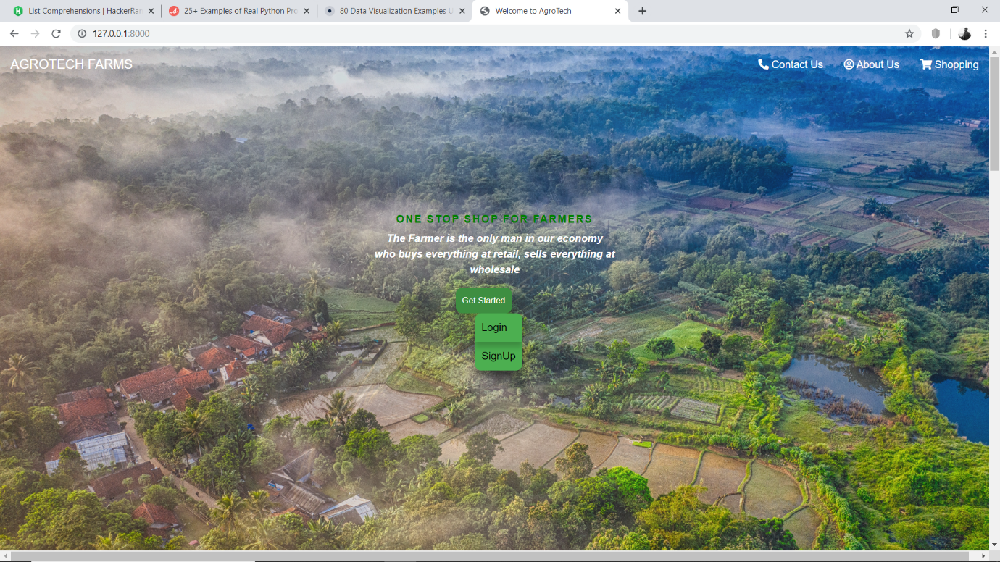 List Comprehensions | HackerRan
25+ Examples of Real Python Pro
80 Data Visualization Examples U
Welcome to AgroTech
127.0.0.1:8000
AGROTECH FARMS
Contact Us
About Us
Shopping
ONE STOP SHOP FOR FARMERS
The Farmer is the only man in our economy
who buys everything at retail, sells everything at
wholesale
Get Started
Login
SignUp